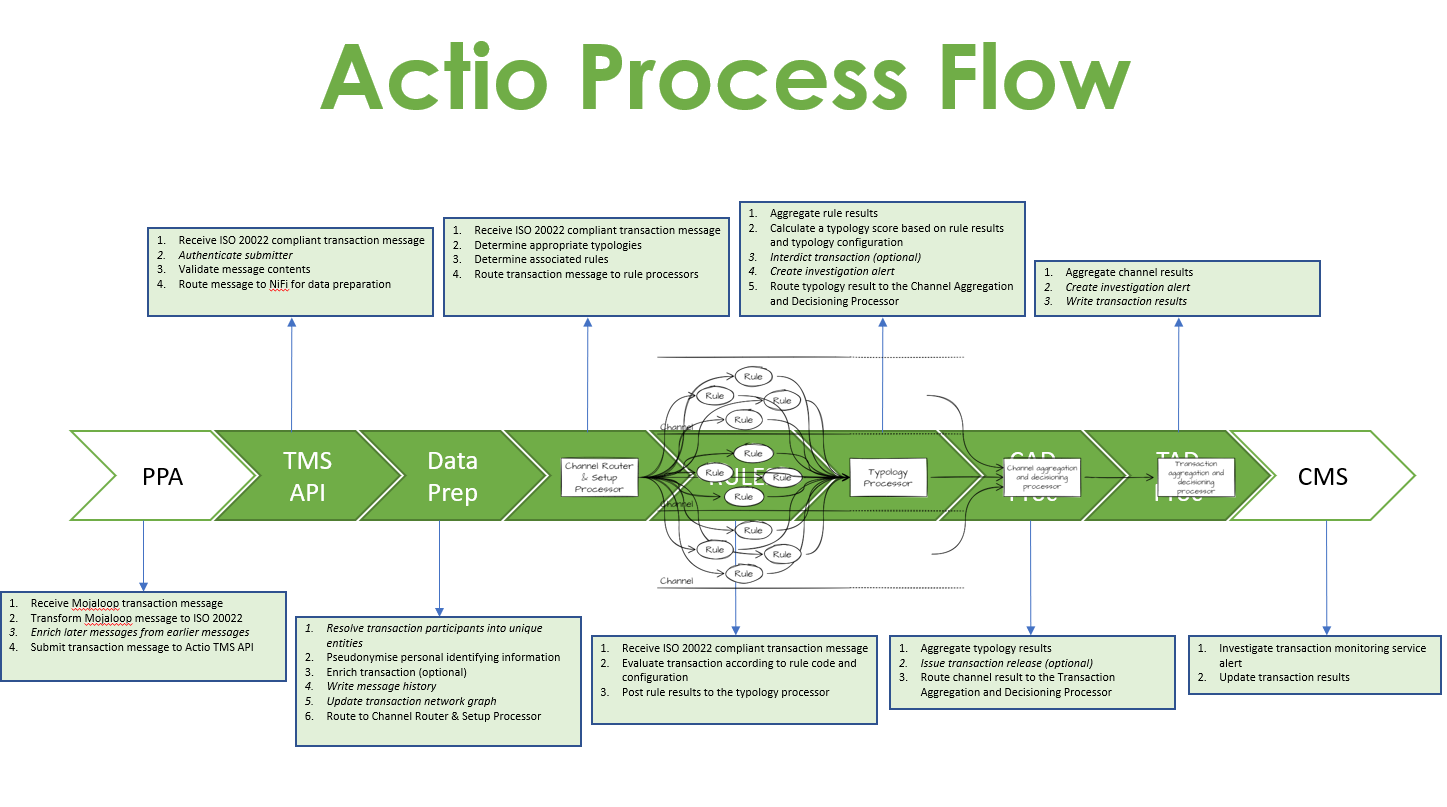 Actio Process Flow
1. Receive ISO 20022 compliant transaction message
2. Authenticate submitter
3. Validate message contents
4. Route message to NiFi for data preparation
1. Receive ISO 20022 compliant transaction message
2. Determine appropriate typologies
3. Determine associated rules
4. Route transaction message to rule processors
1. Aggregate rule results
2. Calculate a typology score based on rule results
and typology configuration
3. Interdict transaction (optional)
4. Create investigation alert
5. Route typology result to the Channel Aggregation
and Decisioning Processor
1. Aggregate channel results
2. Create investigation alert
3. Write transaction results
PPA
TMS
API
Data
Prep
Channel Router
& Setup
Processor
Rule
Rule
Rule
Rule
Channel
Rule
Rule
Rule
Rule
RULES
Channel
Rule
Rule
Rule
Rule
Channel
Typology
Processor
CAD
Proc
Channel aggregation
and decisioning
processor
TAD
Proc
Transaction
aggregation and
decisioning
processor
CMS
1. Receive Mojaloop transaction message
2. Transform Mojaloop message to ISO 20022
3. Enrich later messages from earlier messages
4. Submit transaction message to Actio TMS API
1. Resolve transaction participants into unique
entities
2. Pseudonymise personal identifying information
3. Enrich transaction (optional)
4. Write message history
5. Update transaction network graph
6. Route to Channel Router & Setup Processor
1. Receive ISO 20022 compliant transaction message
2. Evaluate transaction according to rule code and
configuration
3. Post rule results to the typology processor
1. Aggregate typology results
2. Issue transaction release (optional)
3. Route channel result to the Transaction
Aggregation and Decisioning Processor
1. Investigate transaction monitoring service
alert
2. Update transaction results